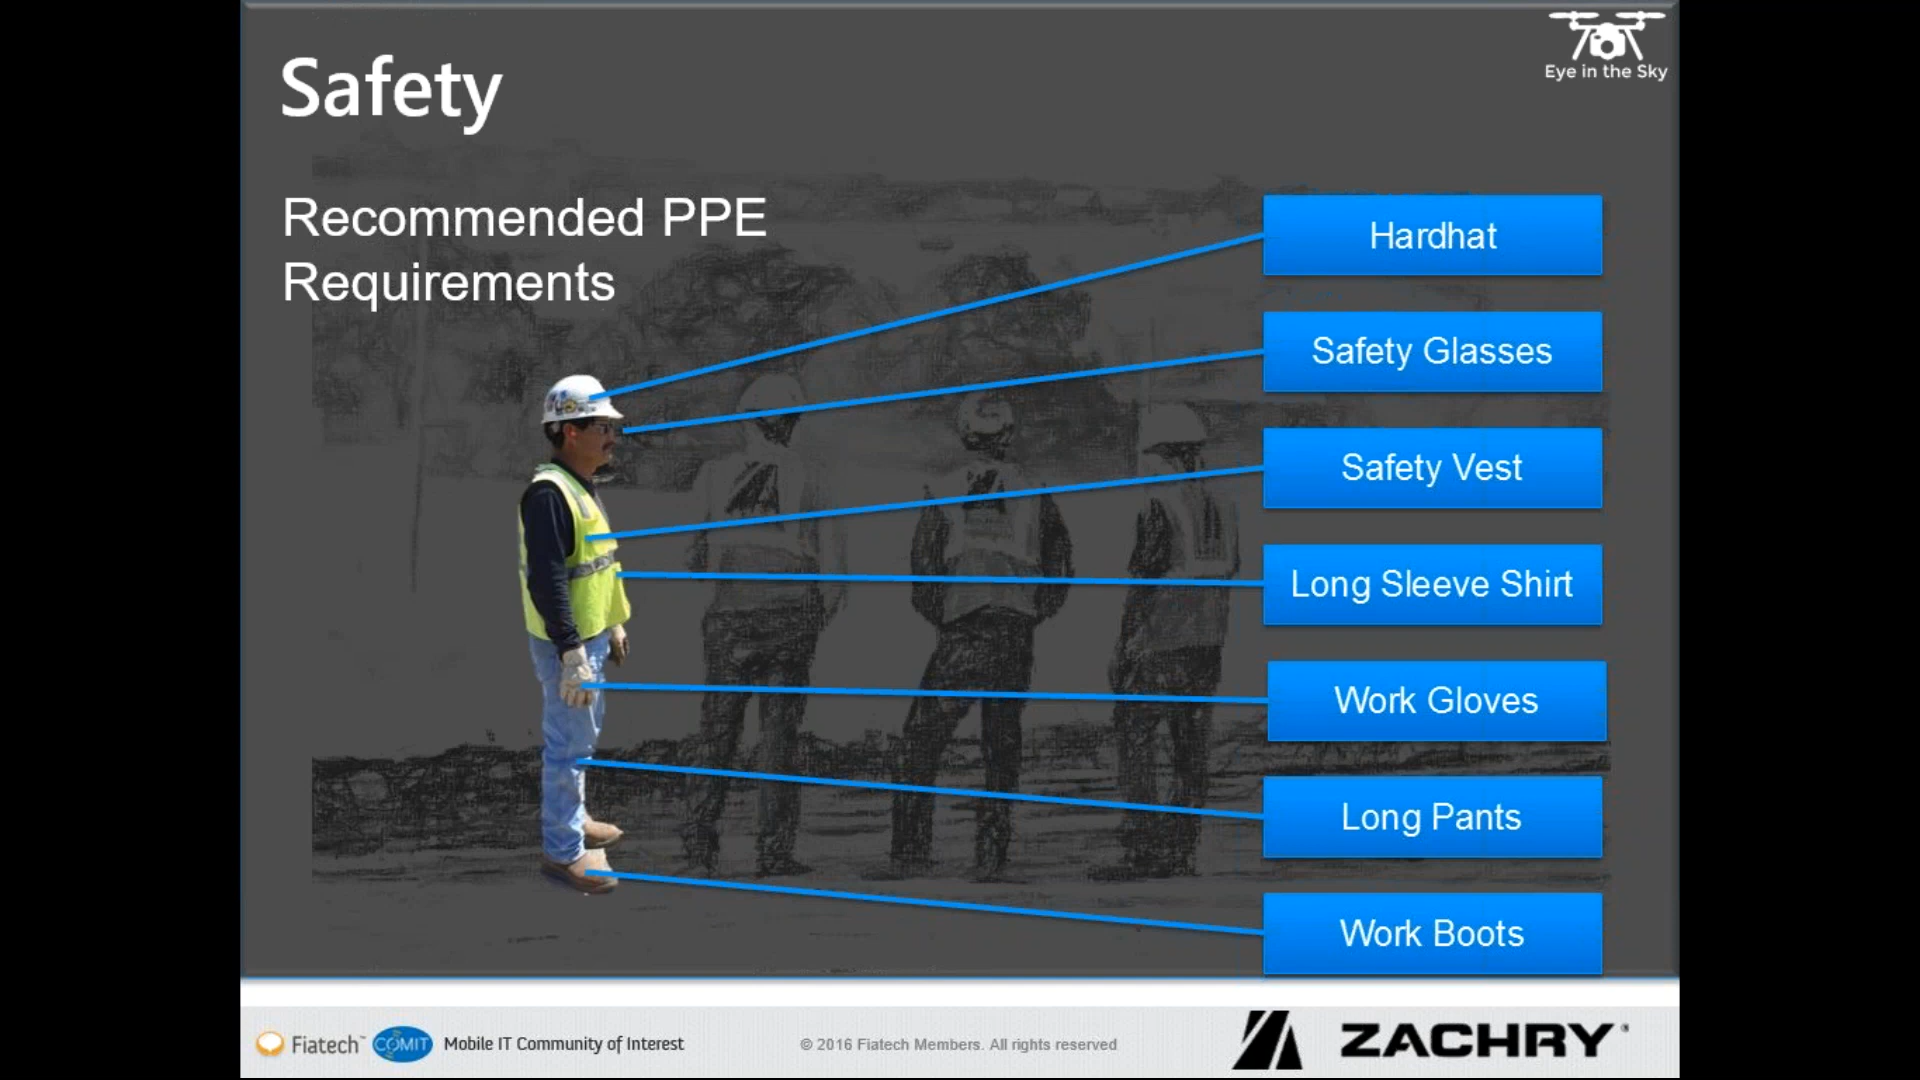 Eye in the Sky
Safety
Recommended PPE
Requirements
Hardhat
Safety Glasses
Safety Vest
Long Sleeve Shirt
Work Gloves
Long Pants
Work Boots
Fiatech™ COMIT Mobile IT Community of Interest © 2016 Fiatech Members. All rights reserved ZACHRY®